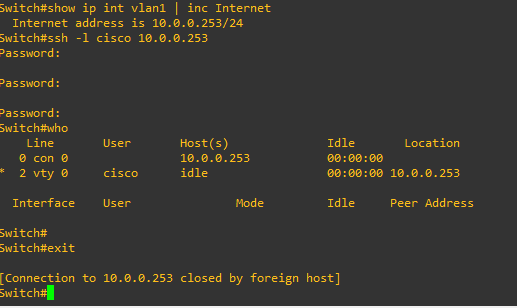 Switch#show ip int vlan1 | inc Internet
  Internet address is 10.0.0.253/24
Switch#ssh -l cisco 10.0.0.253
Password:
Password:
Password:
Switch#who
    Line       User       Host(s)              Idle       Location
   0 con 0                10.0.0.253           00:00:00
*  2 vty 0     cisco      idle                 00:00:00 10.0.0.253
  Interface    User               Mode         Idle     Peer Address
Switch#
Switch#exit
[Connection to 10.0.0.253 closed by foreign host]
Switch#